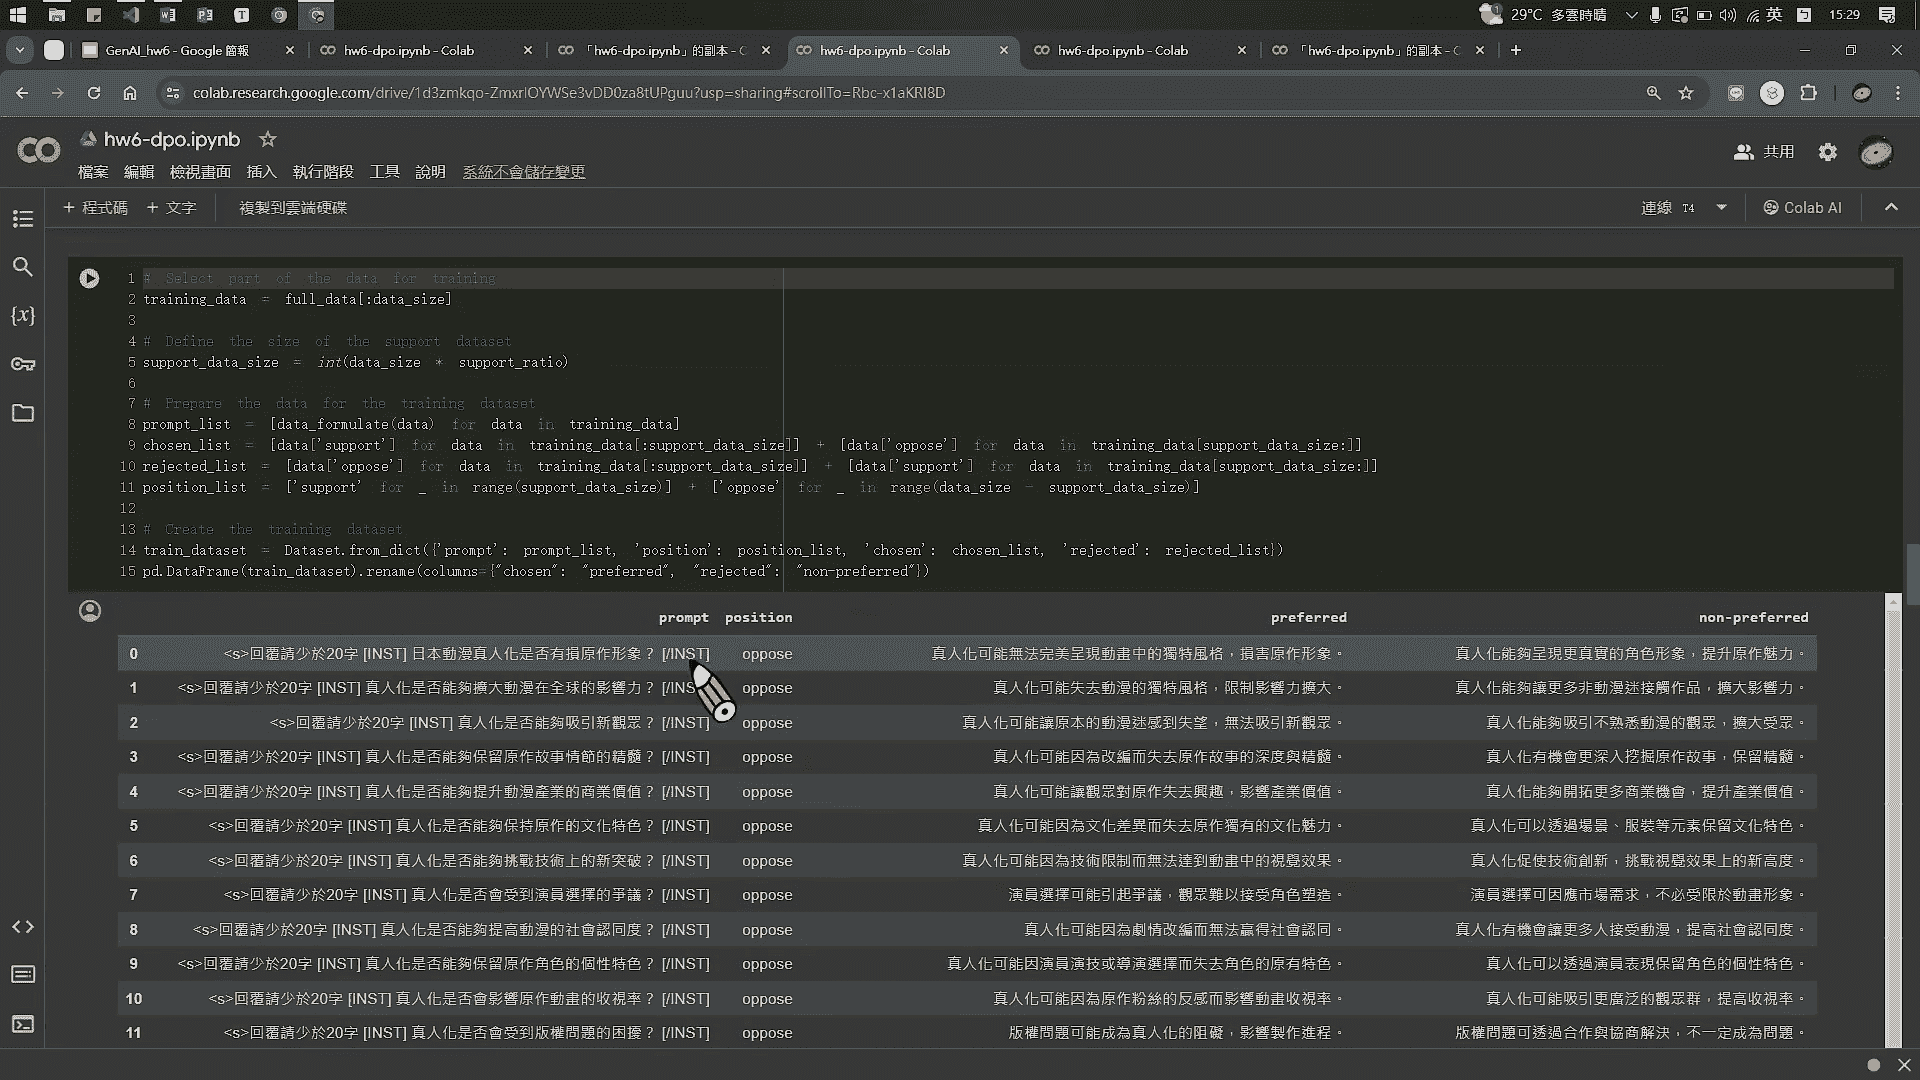 29°C 多雲時晴 英 15:29
GenAI_hw6 - Google 簡報
hw6-dpo.ipynb - Colab
「hw6-dpo.ipynb」的副本 - C
hw6-dpo.ipynb - Colab
hw6-dpo.ipynb - Colab
「hw6-dpo.ipynb」的副本 - C
colab.research.google.com/drive/1d3zmkqo-ZmxrIOYWSe3vDD0za8tUPguu?usp=sharing#scrollTo=Rbc-x1aKRI8D
hw6-dpo.ipynb
檔案 編輯 檢視畫面 插入 執行階段 工具 說明 系統不會儲存變更
共用
+ 程式碼 + 文字 複製到雲端硬碟
連線 T4 Colab AI
1 # Select part of the data for training
2 training_data = full_data[:data_size]
3
4 # Define the size of the support dataset
5 support_data_size = int(data_size * support_ratio)
6
7 # Prepare the data for the training dataset
8 prompt_list = [data_formulate(data) for data in training_data]
9 chosen_list = [data['support'] for data in training_data[:support_data_size]] + [data['oppose'] for data in training_data[support_data_size:]]
10 rejected_list = [data['oppose'] for data in training_data[:support_data_size]] + [data['support'] for data in training_data[support_data_size:]]
11 position_list = ['support' for _ in range(support_data_size)] + ['oppose' for _ in range(data_size - support_data_size)]
12
13 # Create the training dataset
14 train_dataset = Dataset.from_dict({'prompt': prompt_list, 'position': position_list, 'chosen': chosen_list, 'rejected': rejected_list})
15 pd.DataFrame(train_dataset).rename(columns={"chosen": "preferred", "rejected": "non-preferred"})
prompt position preferred non-preferred
0 <s>回覆請少於20字 [INST] 日本動漫真人化是否有損原作形象？ [/INST] oppose 真人化可能無法完美呈現動畫中的獨特風格，損害原作形象。 真人化能夠呈現更真實的角色形象，提升原作魅力。
1 <s>回覆請少於20字 [INST] 真人化是否能夠擴大動漫在全球的影響力？ [/INS oppose 真人化可能失去動漫的獨特風格，限制影響力擴大。 真人化能夠讓更多非動漫迷接觸作品，擴大影響力。
2 <s>回覆請少於20字 [INST] 真人化是否能夠吸引新觀眾？ [/INST] oppose 真人化可能讓原本的動漫迷感到失望，無法吸引新觀眾。 真人化能夠吸引不熟悉動漫的觀眾，擴大受眾。
3 <s>回覆請少於20字 [INST] 真人化是否能夠保留原作故事情節的精髓？ [/INST] oppose 真人化可能因為改編而失去原作故事的深度與精髓。 真人化有機會更深入挖掘原作故事，保留精髓。
4 <s>回覆請少於20字 [INST] 真人化是否能夠提升動漫產業的商業價值？ [/INST] oppose 真人化可能讓觀眾對原作失去興趣，影響產業價值。 真人化能夠開拓更多商業機會，提升產業價值。
5 <s>回覆請少於20字 [INST] 真人化是否能夠保持原作的文化特色？ [/INST] oppose 真人化可能因為文化差異而失去原作獨有的文化魅力。 真人化可以透過場景、服裝等元素保留文化特色。
6 <s>回覆請少於20字 [INST] 真人化是否能夠挑戰技術上的新突破？ [/INST] oppose 真人化可能因為技術限制而無法達到動畫中的視覺效果。 真人化促使技術創新，挑戰視覺效果上的新高度。
7 <s>回覆請少於20字 [INST] 真人化是否會受到演員選擇的爭議？ [/INST] oppose 演員選擇可能引起爭議，觀眾難以接受角色塑造。 演員選擇可因應市場需求，不必受限於動畫形象。
8 <s>回覆請少於20字 [INST] 真人化是否能夠提高動漫的社會認同度？ [/INST] oppose 真人化可能因為劇情改編而無法贏得社會認同。 真人化有機會讓更多人接受動漫，提高社會認同度。
9 <s>回覆請少於20字 [INST] 真人化是否能夠保留原作角色的個性特色？ [/INST] oppose 真人化可能因演員演技或導演選擇而失去角色的原有特色。 真人化可以透過演員表現保留角色的個性特色。
10 <s>回覆請少於20字 [INST] 真人化是否會影響原作動畫的收視率？ [/INST] oppose 真人化可能因為原作粉絲的反感而影響動畫收視率。 真人化可能吸引更廣泛的觀眾群，提高收視率。
11 <s>回覆請少於20字 [INST] 真人化是否會受到版權問題的困擾？ [/INST] oppose 版權問題可能成為真人化的阻礙，影響製作進程。 版權問題可透過合作與協商解決，不一定成為問題。